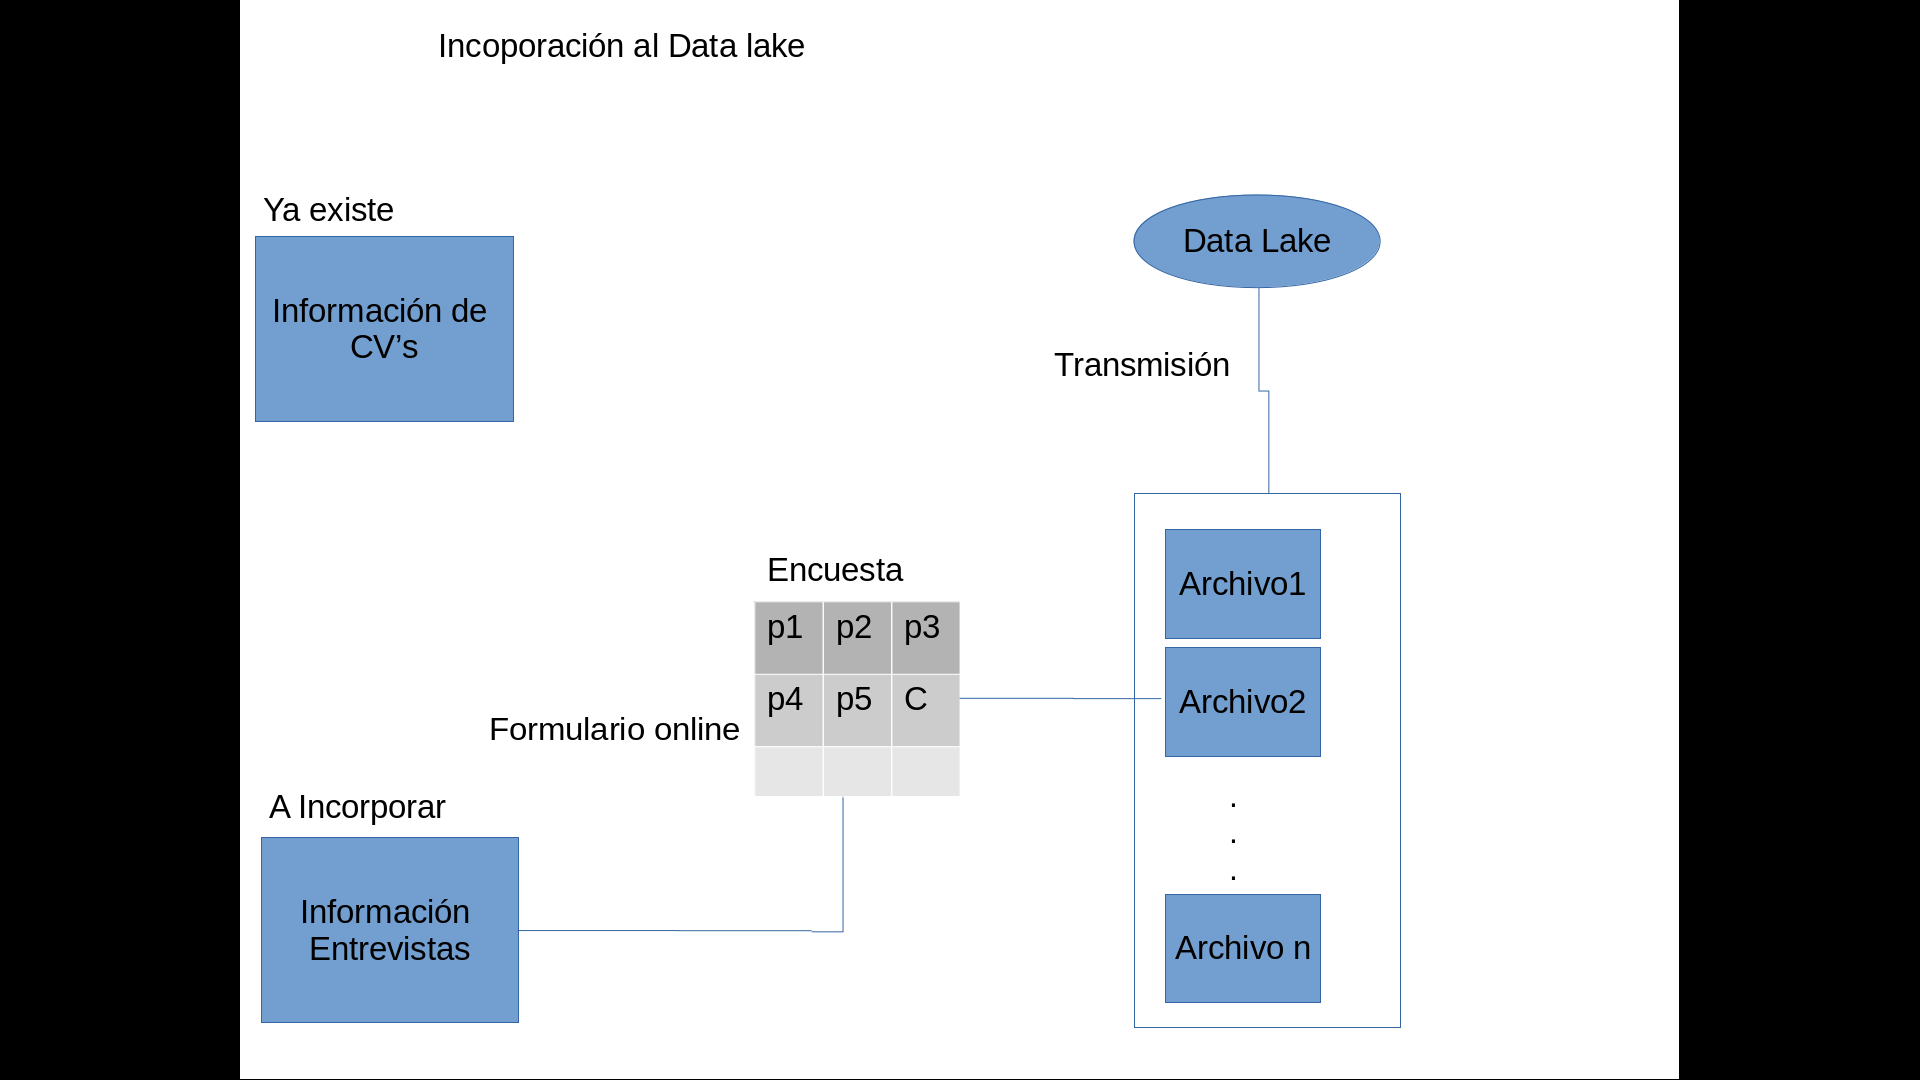 Incoporación al Data lake
Ya existe
Información de
CV’s
Data Lake
Transmisión
Encuesta
p1 p2 p3
p4 p5 C
Formulario online
A Incorporar
Información
Entrevistas
Archivo1
Archivo2
.
.
.
Archivo n